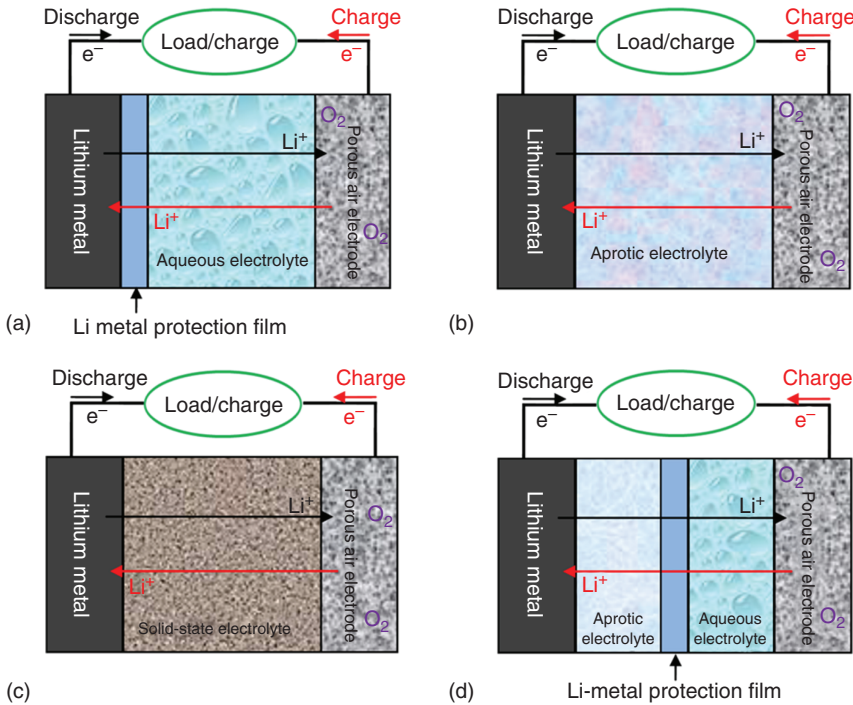 Discharge
e⁻
Load/charge
Charge
e⁻
Lithium metal
Li⁺
Li⁺
Aqueous electrolyte
O₂
Porous air electrode
O₂
(a)
Li metal protection film
Discharge
e⁻
Load/charge
Charge
e⁻
Lithium metal
Li⁺
Li⁺
Aprotic electrolyte
O₂
Porous air electrode
O₂
(b)
Discharge
e⁻
Load/charge
Charge
e⁻
Lithium metal
Li⁺
Li⁺
Solid-state electrolyte
Porous air electrode
O₂
O₂
(c)
Discharge
e⁻
Load/charge
Charge
e⁻
Lithium metal
Li⁺
Li⁺
Aprotic
electrolyte
Aqueous
electrolyte
O₂
Porous air electrode
O₂
(d)
Li-metal protection film